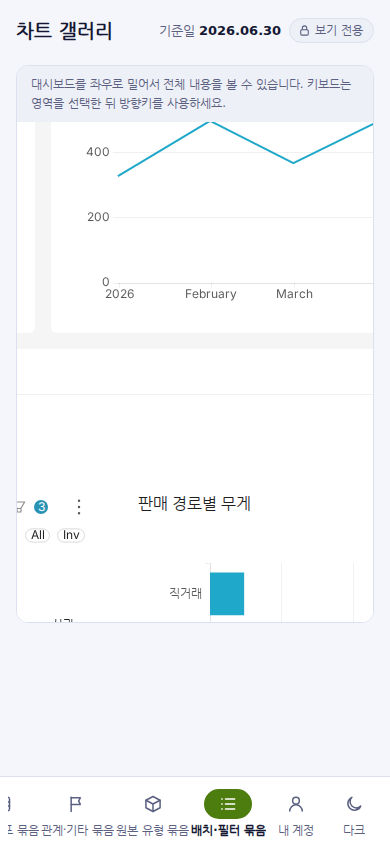 차트 갤러리
기준일 2026.06.30
보기 전용
대시보드를 좌우로 밀어서 전체 내용을 볼 수 있습니다. 키보드는
영역을 선택한 뒤 방향키를 사용하세요.
400
200
0
2026 February March
3
판매 경로별 무게
All Inv
직거래
묶음 관계·기타 묶음 원본 유형 묶음 배치·필터 묶음 내 계정 다크